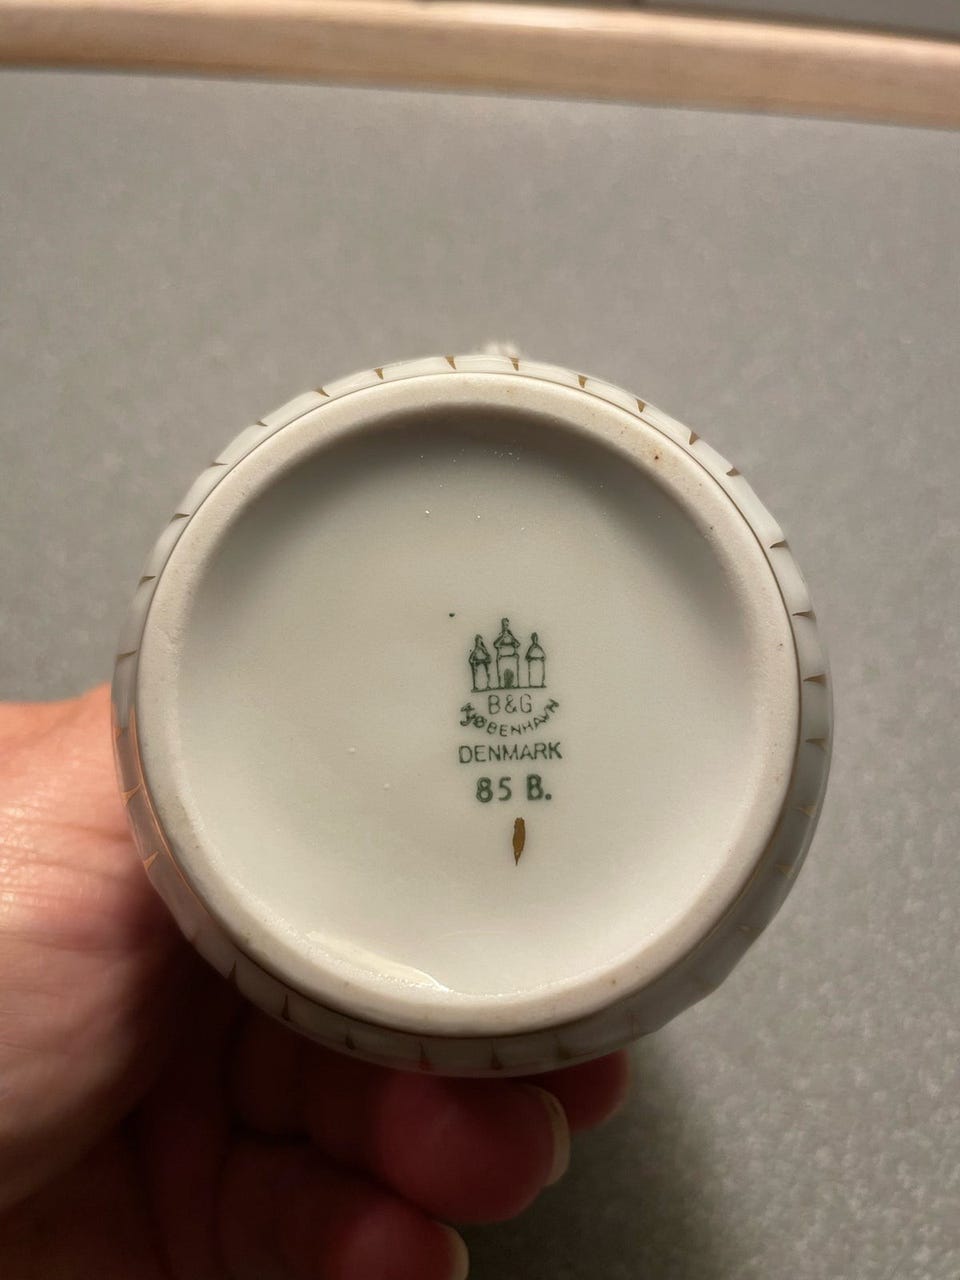 B&G
KJØBENHAVN
DENMARK
85 B.